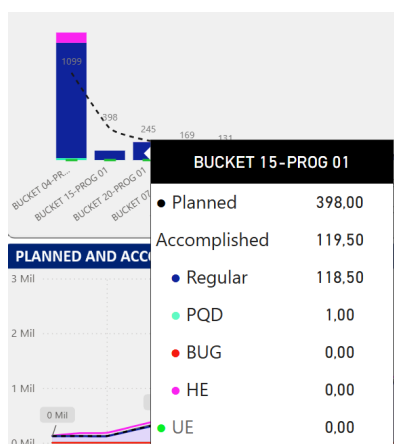 1099
398
245
169
131
BUCKET 04-PR...
BUCKET 15-PROG 01
BUCKET 20-PROG 01
BUCKET 07
BUCKET 15-PROG 01
Planned 398,00
Accomplished 119,50
Regular 118,50
PQD 1,00
BUG 0,00
HE 0,00
UE 0,00
PLANNED AND ACC
3 Mil
2 Mil
1 Mil
0 Mil
0 Mil